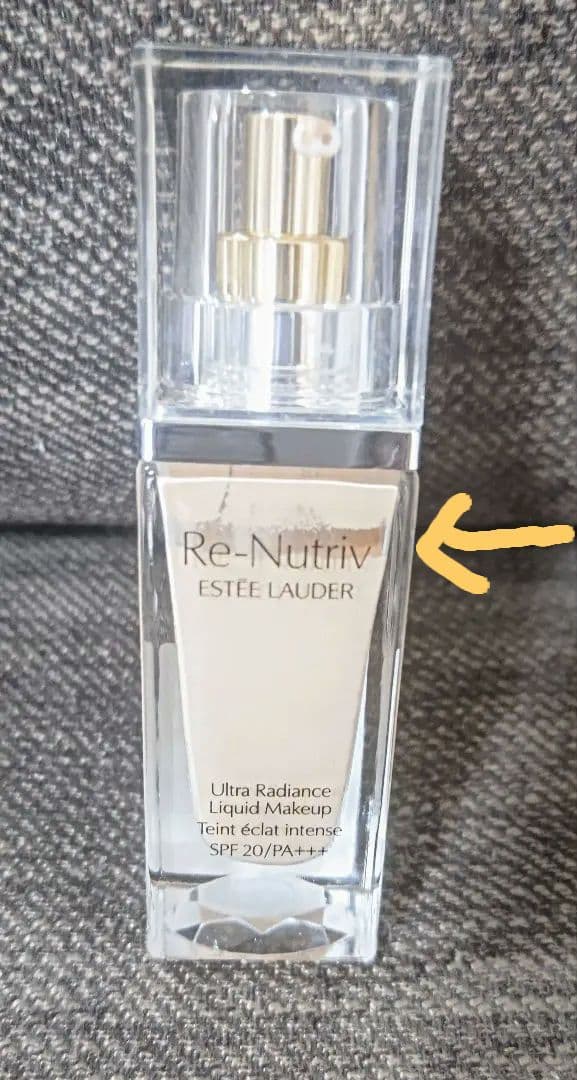 Re-Nutriv
ESTĒE LAUDER
Ultra Radiance
Liquid Makeup
Teint éclat intense
SPF 20/PA+++